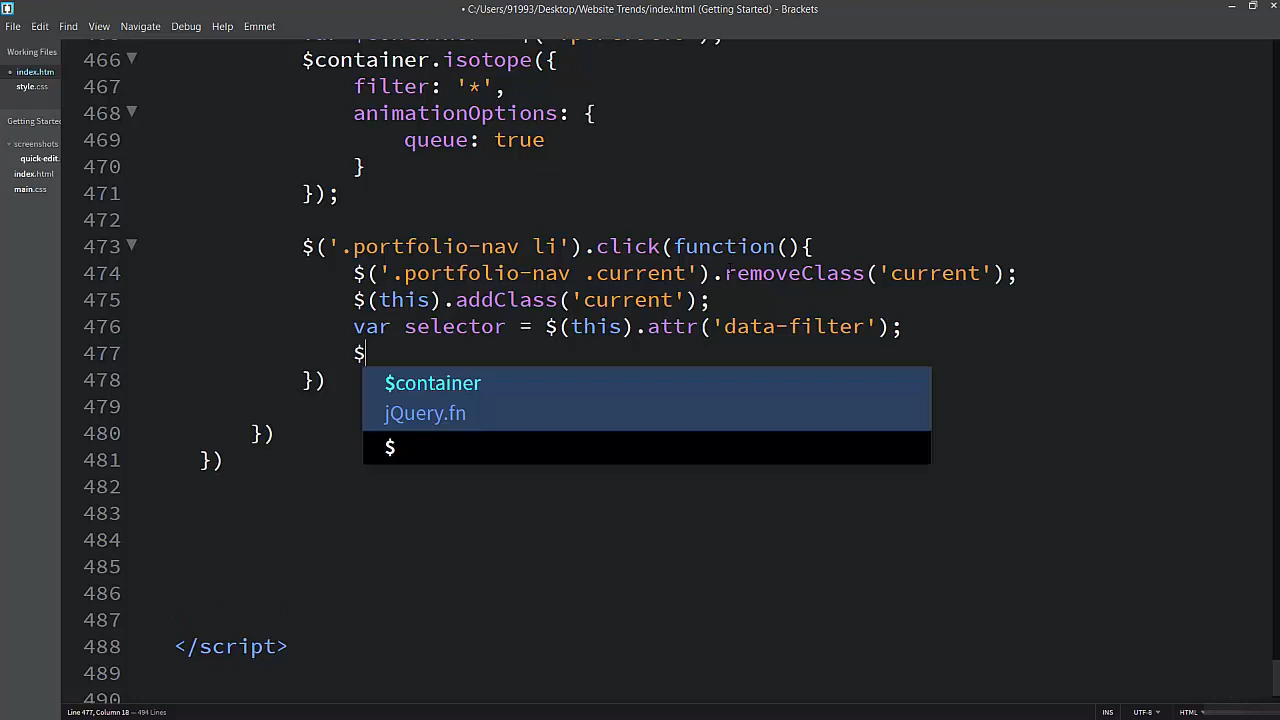 • C:/Users/91993/Desktop/Website Trends/index.html (Getting Started) - Brackets
File Edit Find View Navigate Debug Help Emmet
Working Files
• index.htm
style.css
Getting Started
screenshots
quick-edit.
index.html
main.css
466 $container.isotope({
467 filter: '*',
468 animationOptions: {
469 queue: true
470 }
471 });
472
473 $('.portfolio-nav li').click(function(){
474 $('.portfolio-nav .current').removeClass('current');
475 $(this).addClass('current');
476 var selector = $(this).attr('data-filter');
477 $
$container
jQuery.fn
$
478 })
479
480 })
481 })
482
483
484
485
486
487
488 </script>
489
490
Line 477, Column 18 — 494 Lines
INS UTF-8 HTML